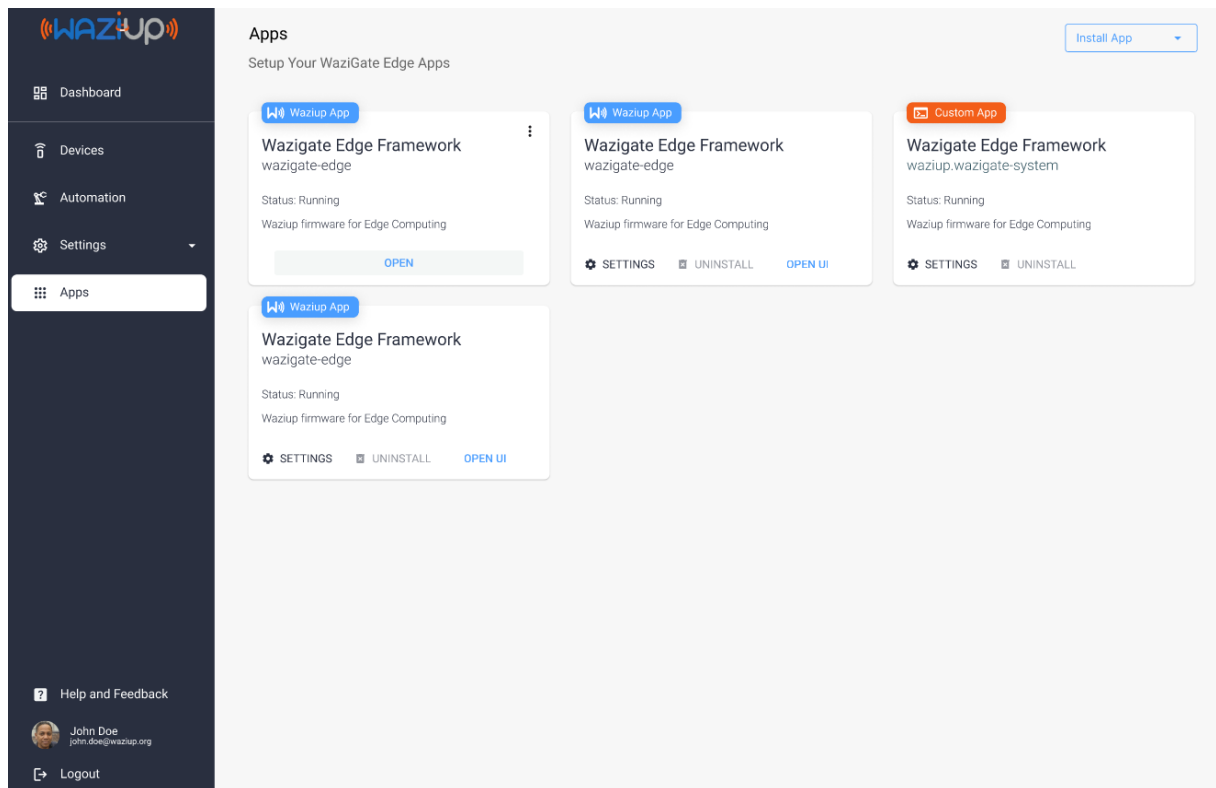 WAZIUP
Dashboard
Devices
Automation
Settings
Apps
Help and Feedback
John Doe
john.doe@waziup.org
Logout
Apps
Setup Your WaziGate Edge Apps
Install App
Waziup App
Wazigate Edge Framework
wazigate-edge
Status: Running
Waziup firmware for Edge Computing
OPEN
Waziup App
Wazigate Edge Framework
wazigate-edge
Status: Running
Waziup firmware for Edge Computing
SETTINGS UNINSTALL OPEN UI
Custom App
Wazigate Edge Framework
waziup.wazigate-system
Status: Running
Waziup firmware for Edge Computing
SETTINGS UNINSTALL
Waziup App
Wazigate Edge Framework
wazigate-edge
Status: Running
Waziup firmware for Edge Computing
SETTINGS UNINSTALL OPEN UI